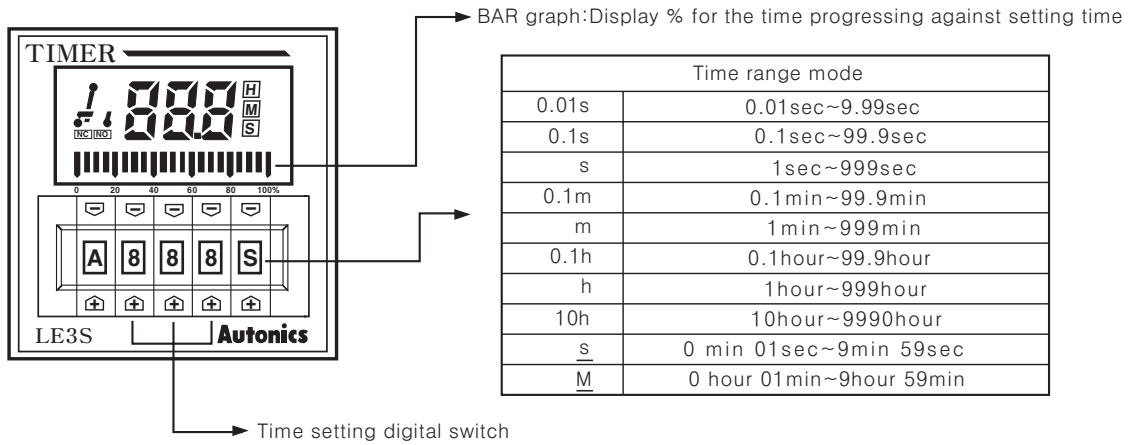 BAR graph:Display % for the time progressing against setting time
TIMER
88.8
H
M
S
NC NO
0 20 40 60 80 100%
A 8 8 8 S
LE3S
Autonics
Time range mode
0.01s 0.01sec~9.99sec
0.1s 0.1sec~99.9sec
s 1sec~999sec
0.1m 0.1min~99.9min
m 1min~999min
0.1h 0.1hour~99.9hour
h 1hour~999hour
10h 10hour~9990hour
s 0 min 01sec~9min 59sec
M 0 hour 01min~9hour 59min
Time setting digital switch